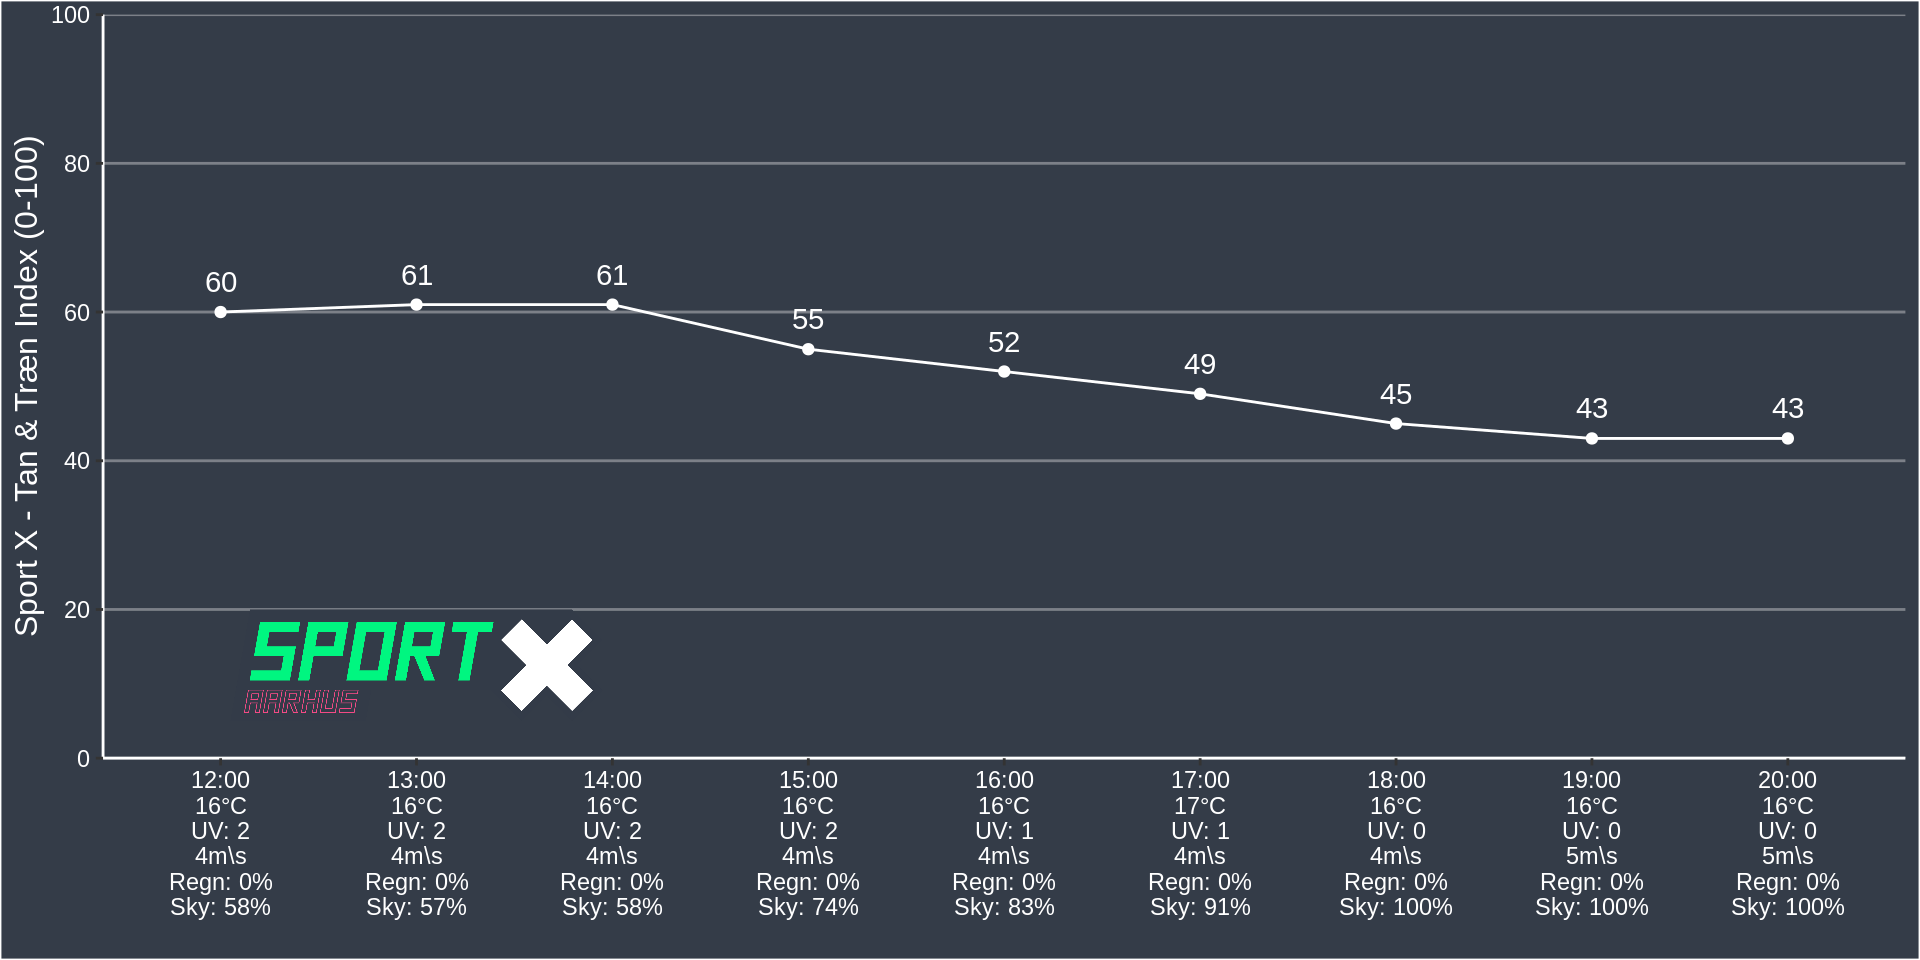 Sport X - Tan & Træn Index (0-100)
100
80
60
40
20
0
60
61
61
55
52
49
45
43
43
SPORT X
AARHUS
12:00 13:00 14:00 15:00 16:00 17:00 18:00 19:00 20:00
16°C 16°C 16°C 16°C 16°C 17°C 16°C 16°C 16°C
UV: 2 UV: 2 UV: 2 UV: 2 UV: 1 UV: 1 UV: 0 UV: 0 UV: 0
4m\s 4m\s 4m\s 4m\s 4m\s 4m\s 4m\s 5m\s 5m\s
Regn: 0% Regn: 0% Regn: 0% Regn: 0% Regn: 0% Regn: 0% Regn: 0% Regn: 0% Regn: 0%
Sky: 58% Sky: 57% Sky: 58% Sky: 74% Sky: 83% Sky: 91% Sky: 100% Sky: 100% Sky: 100%